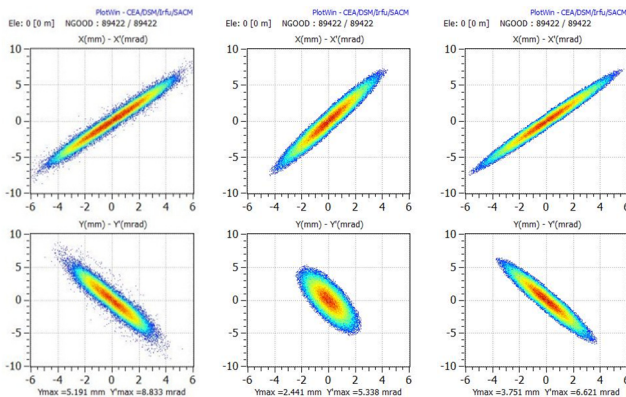 PlotWin - CEA/DSM/Irfu/SACM
Ele: 0 [0 m] NGOOD : 89422 / 89422
X(mm) - X'(mrad)
10
5
0
-5
-10
-6 -4 -2 0 2 4 6
Y(mm) - Y'(mrad)
10
5
0
-5
-10
-6 -4 -2 0 2 4 6
Ymax =5.191 mm Y'max =8.833 mrad
PlotWin - CEA/DSM/Irfu/SACM
Ele: 0 [0 m] NGOOD : 89422 / 89422
X(mm) - X'(mrad)
10
5
0
-5
-10
-6 -4 -2 0 2 4 6
Y(mm) - Y'(mrad)
10
5
0
-5
-10
-6 -4 -2 0 2 4 6
Ymax =2.441 mm Y'max =5.338 mrad
PlotWin - CEA/DSM/Irfu/SACM
Ele: 0 [0 m] NGOOD : 89422 / 89422
X(mm) - X'(mrad)
10
5
0
-5
-10
-6 -4 -2 0 2 4 6
Y(mm) - Y'(mrad)
10
5
0
-5
-10
-6 -4 -2 0 2 4 6
Ymax =3.751 mm Y'max =6.621 mrad